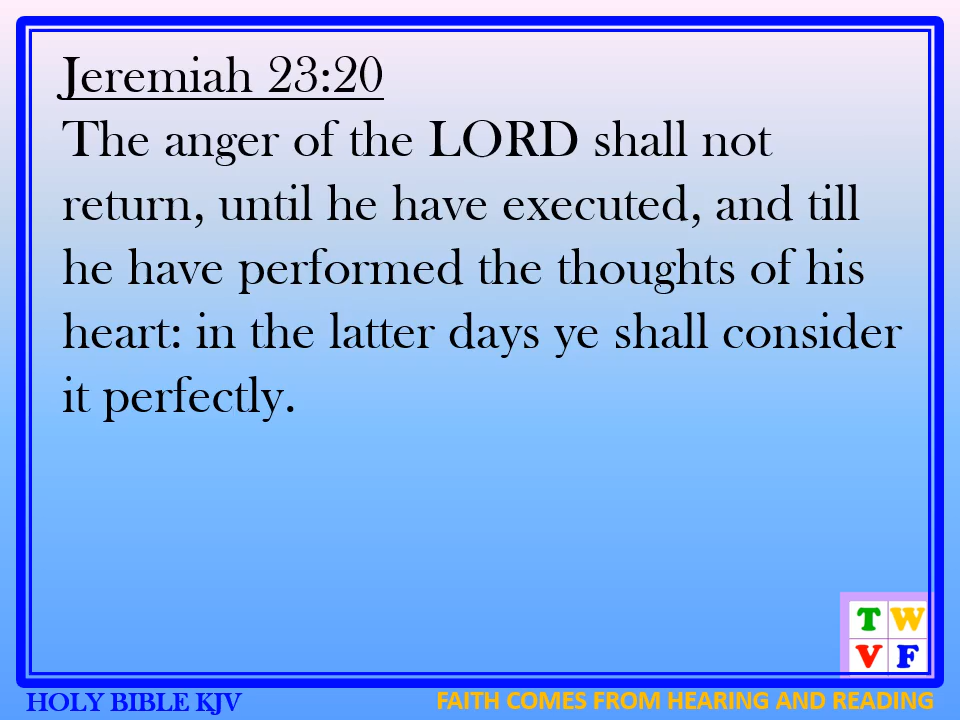 Jeremiah 23:20
The anger of the LORD shall not
return, until he have executed, and till
he have performed the thoughts of his
heart: in the latter days ye shall consider
it perfectly.
T W
V F
HOLY BIBLE KJV
FAITH COMES FROM HEARING AND READING